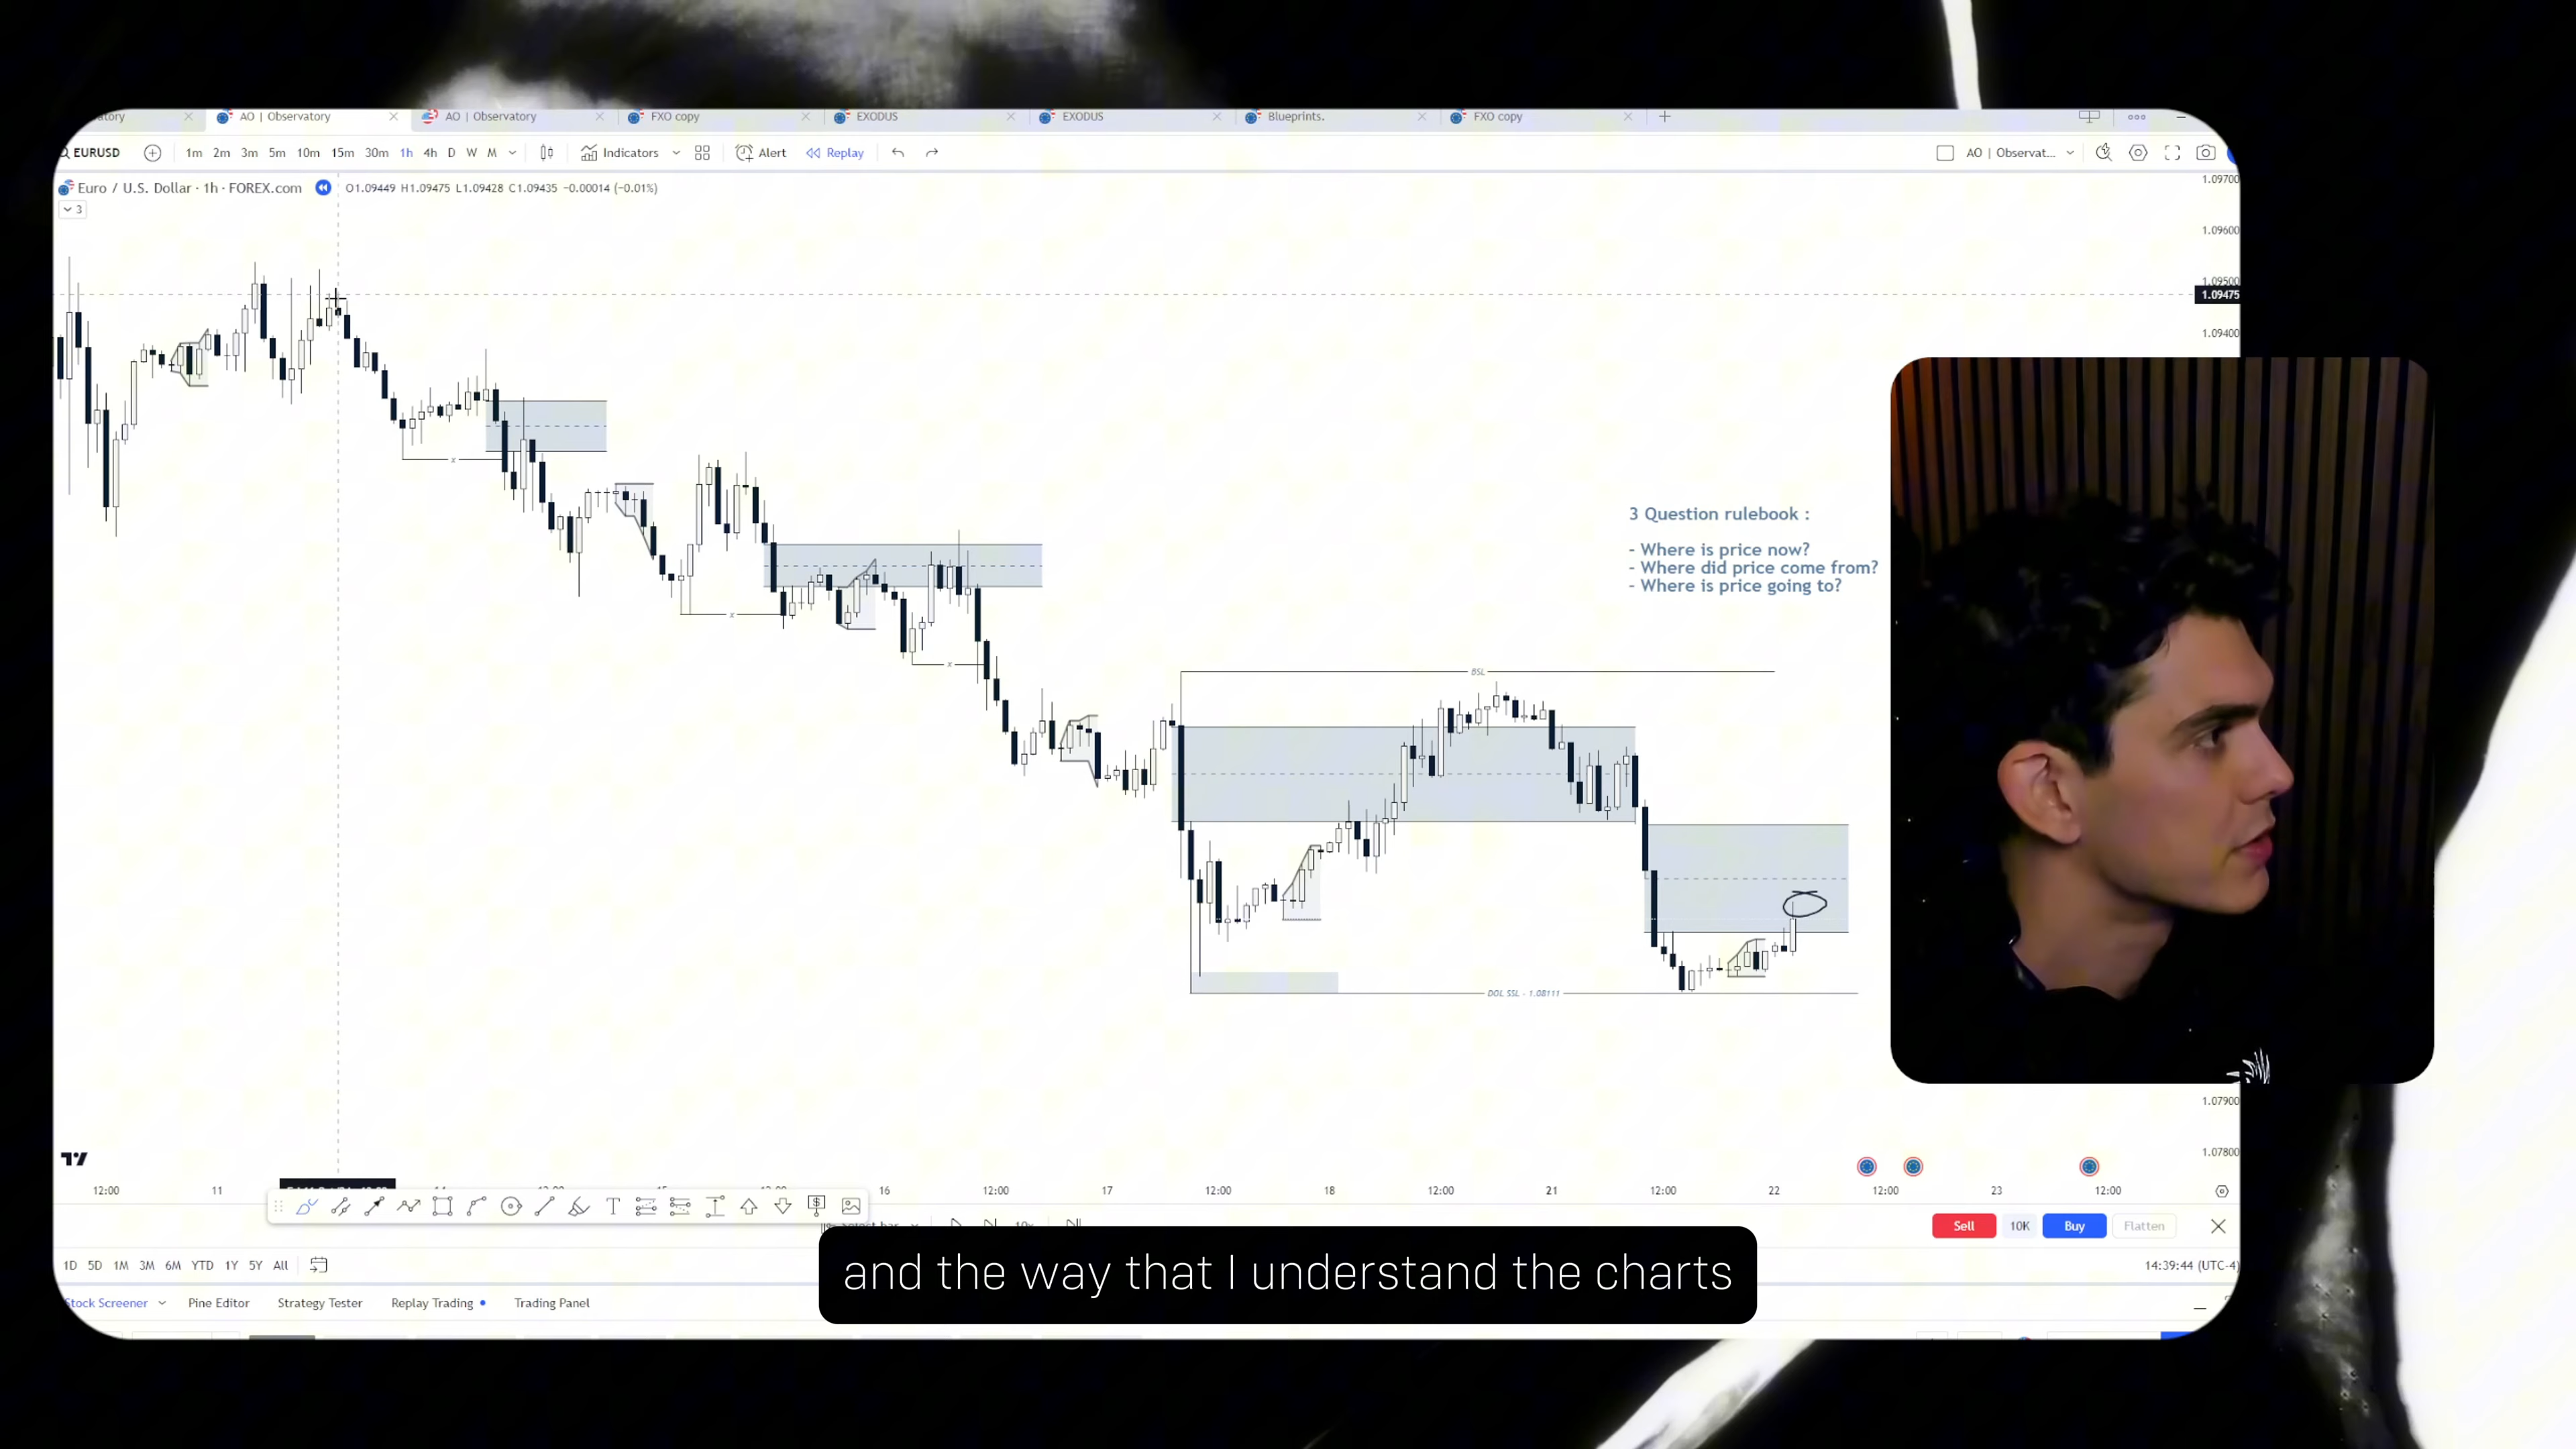 AO | Observatory
AO | Observatory
FXO copy
EXODUS
EXODUS
Blueprints.
FXO copy
EURUSD
1m 2m 3m 5m 10m 15m 30m 1h 4h D W M
Indicators
Alert
Replay
AO | Observat...
Euro / U.S. Dollar · 1h · FOREX.com
O1.09449 H1.09475 L1.09428 C1.09435 −0.00014 (−0.01%)
3
1.09700
1.09600
1.09500
1.09475
1.09400
3 Question rulebook :
- Where is price now?
- Where did price come from?
- Where is price going to?
x
x
x
BSL
DOL SSL - 1.08111
1.07900
1.07800
12:00 11 16 12:00 17 12:00 18 12:00 21 12:00 22 12:00 23 12:00
Sell 10K Buy Flatten
and the way that I understand the charts
1D 5D 1M 3M 6M YTD 1Y 5Y All
14:39:44 (UTC-4)
Stock Screener Pine Editor Strategy Tester Replay Trading Trading Panel